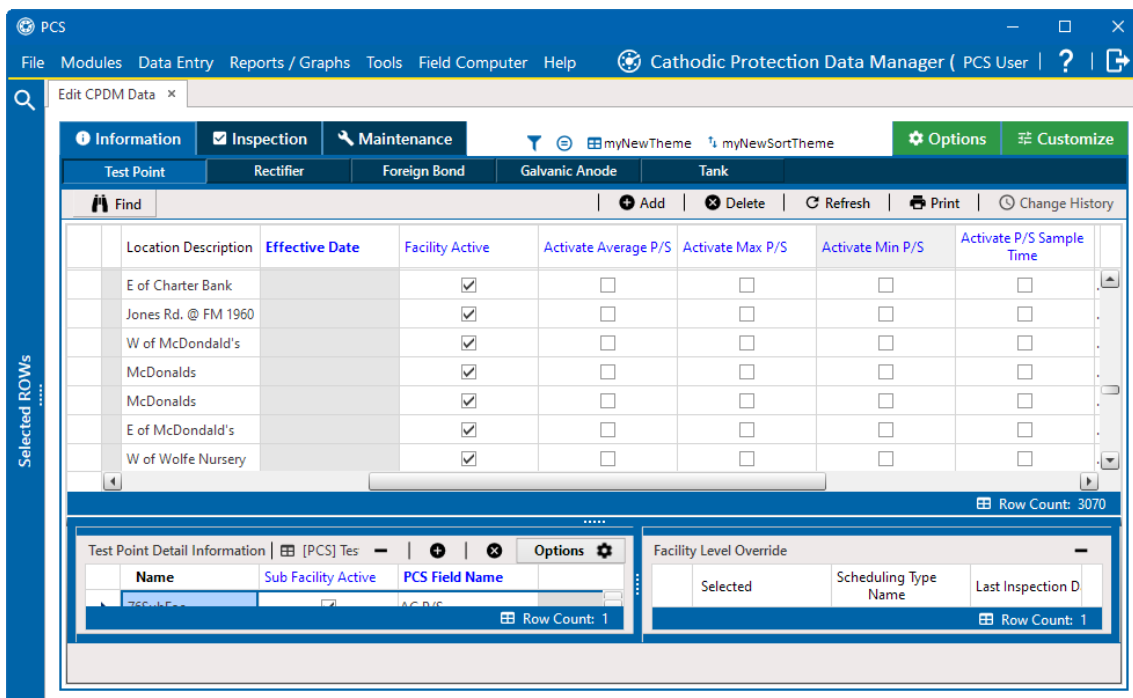 PCS
File Modules Data Entry Reports / Graphs Tools Field Computer Help Cathodic Protection Data Manager ( PCS User | ? |
Edit CPDM Data ×
Information Inspection Maintenance myNewTheme myNewSortTheme Options Customize
Test Point Rectifier Foreign Bond Galvanic Anode Tank
Find | Add | Delete | Refresh | Print | Change History
Location Description Effective Date Facility Active Activate Average P/S Activate Max P/S Activate Min P/S Activate P/S Sample
Time
E of Charter Bank
Jones Rd. @ FM 1960
W of McDondald's
McDonalds
McDonalds
E of McDondald's
W of Wolfe Nursery
Selected ROWs
Row Count: 3070
Test Point Detail Information | [PCS] Tes | | Options
Name Sub Facility Active PCS Field Name
Row Count: 1
Facility Level Override
Selected Scheduling Type
Name Last Inspection D
Row Count: 1